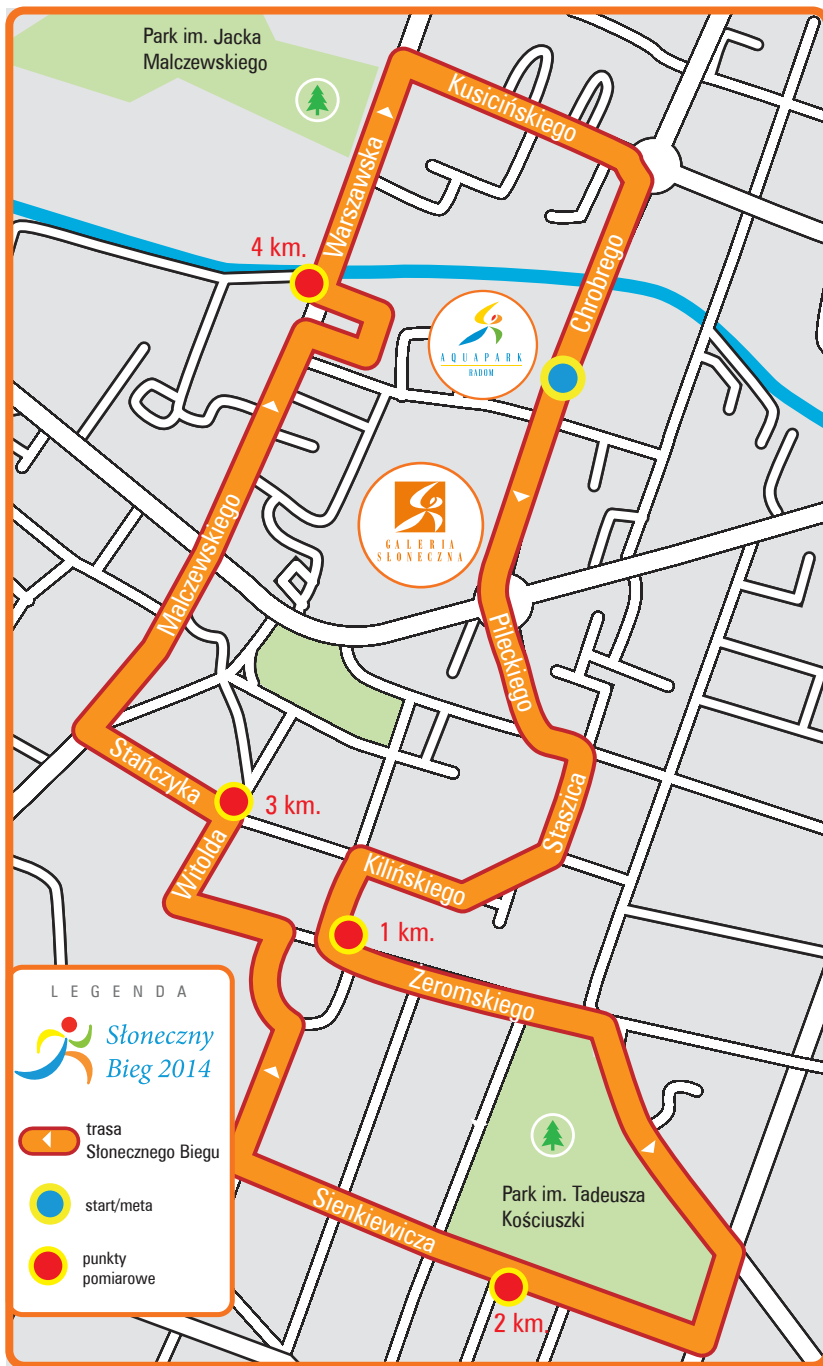 Park im. Jacka
Malczewskiego
Kusicińskiego
Warszawska
4 km.
Chrobrego
AQUAPARK
RADOM
GALERIA
SŁONECZNA
Malczewskiego
Pileckiego
Stańczyka
3 km.
Staszica
Witolda
Kilińskiego
1 km.
Żeromskiego
Park im. Tadeusza
Kościuszki
Sienkiewicza
2 km.
LEGENDA
Słoneczny
Bieg 2014
trasa
Słonecznego Biegu
start/meta
punkty
pomiarowe